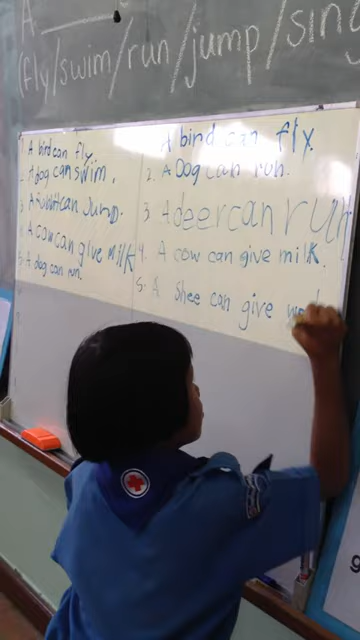 A
(fly/swim/run/jump/sing
1. A bird can fly.
2. A dog can swim.
3 A rabbit can Jump.
4 A cow can give milk
5. A dog can run.
A bird can fly.
2. A Dog can run.
3 A deer can run
4. A cow can give milk.
5. A Shee can give